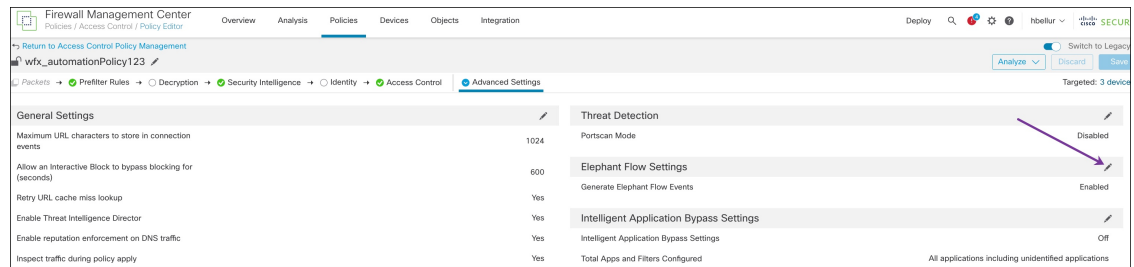 Firewall Management Center
Policies / Access Control / Policy Editor
Overview Analysis Policies Devices Objects Integration
Deploy hbellur cisco SECUR
Return to Access Control Policy Management
Switch to Legacy
wfx_automationPolicy123
Analyze Discard Save
Packets → Prefilter Rules → Decryption → Security Intelligence → Identity → Access Control Advanced Settings
Targeted: 3 device
General Settings
Maximum URL characters to store in connection
events
1024
Allow an Interactive Block to bypass blocking for
(seconds)
600
Retry URL cache miss lookup Yes
Enable Threat Intelligence Director Yes
Enable reputation enforcement on DNS traffic Yes
Inspect traffic during policy apply Yes
Threat Detection
Portscan Mode Disabled
Elephant Flow Settings
Generate Elephant Flow Events Enabled
Intelligent Application Bypass Settings
Intelligent Application Bypass Settings Off
Total Apps and Filters Configured All applications including unidentified applications